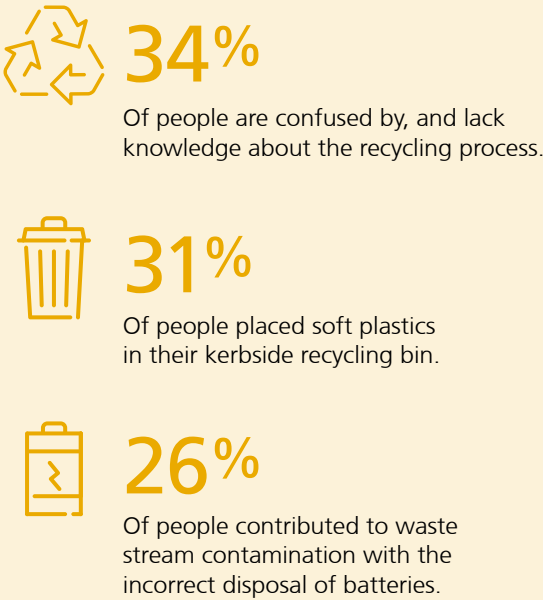 34%
Of people are confused by, and lack
knowledge about the recycling process.
31%
Of people placed soft plastics
in their kerbside recycling bin.
26%
Of people contributed to waste
stream contamination with the
incorrect disposal of batteries.